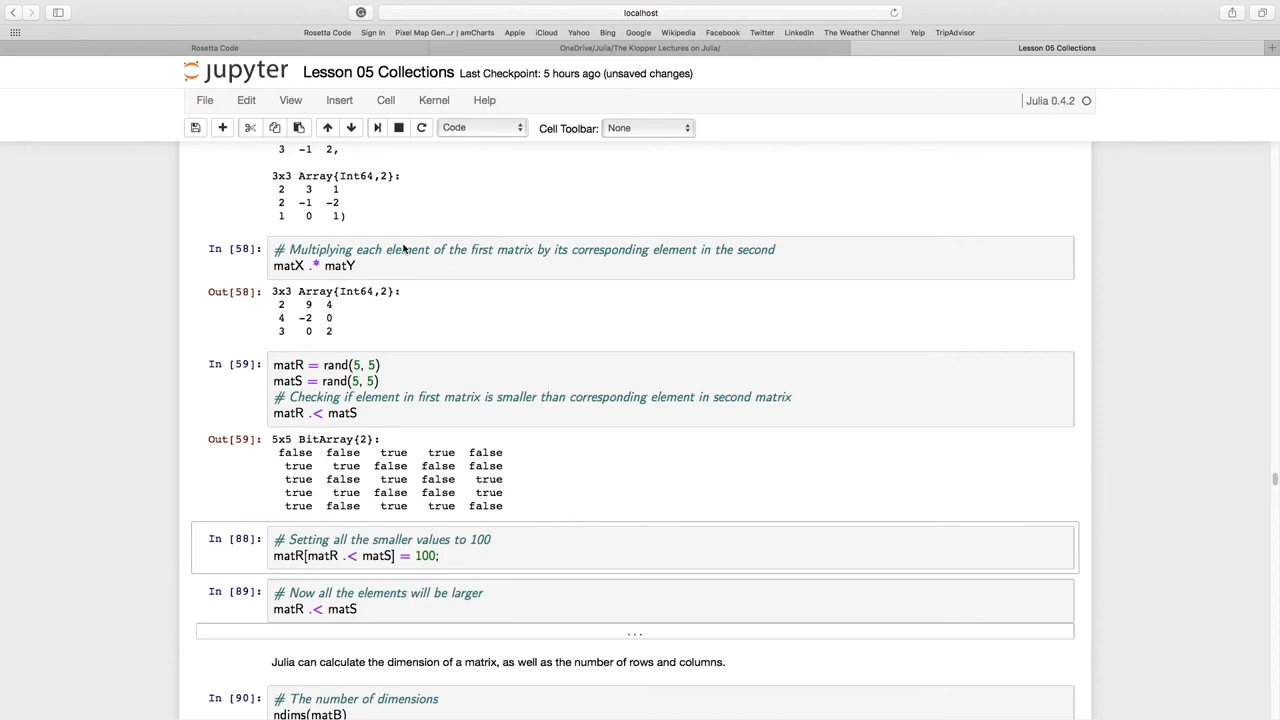 localhost
Rosetta Code Sign In Pixel Map Gen...r | amCharts Apple iCloud Yahoo Bing Google Wikipedia Facebook Twitter LinkedIn The Weather Channel Yelp TripAdvisor
Rosetta Code OneDrive/Julia/The Klopper Lectures on Julia/ Lesson 05 Collections
jupyter Lesson 05 Collections Last Checkpoint: 5 hours ago (unsaved changes)
File Edit View Insert Cell Kernel Help Julia 0.4.2
Code Cell Toolbar: None
3 -1 2,
3x3 Array{Int64,2}:
2 3 1
2 -1 -2
1 0 1)
In [58]: # Multiplying each element of the first matrix by its corresponding element in the second
matX .* matY
Out[58]: 3x3 Array{Int64,2}:
2 9 4
4 -2 0
3 0 2
In [59]: matR = rand(5, 5)
matS = rand(5, 5)
# Checking if element in first matrix is smaller than corresponding element in second matrix
matR .< matS
Out[59]: 5x5 BitArray{2}:
false false true true false
true true false false false
true false false false true
true true false false true
true false true true false
In [88]: # Setting all the smaller values to 100
matR[matR .< matS] = 100;
In [89]: # Now all the elements will be larger
matR .< matS
...
Julia can calculate the dimension of a matrix, as well as the number of rows and columns.
In [90]: # The number of dimensions
ndims(matB)